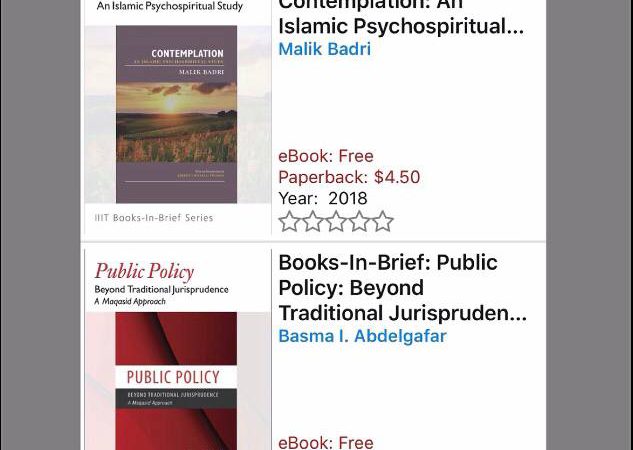 An Islamic Psychospiritual Study
CONTEMPLATION
AN ISLAMIC PSYCHOSPIRITUAL STUDY
MALIK BADRI
IIIT Books-In-Brief Series
Contemplation: An
Islamic Psychospiritual...
Malik Badri
eBook: Free
Paperback: $4.50
Year: 2018
Public Policy
Beyond Traditional Jurisprudence
A Maqasid Approach
PUBLIC POLICY
BEYOND TRADITIONAL JURISPRUDENCE
A Maqasid Approach
Books-In-Brief: Public
Policy: Beyond
Traditional Jurispruden...
Basma I. Abdelgafar
eBook: Free